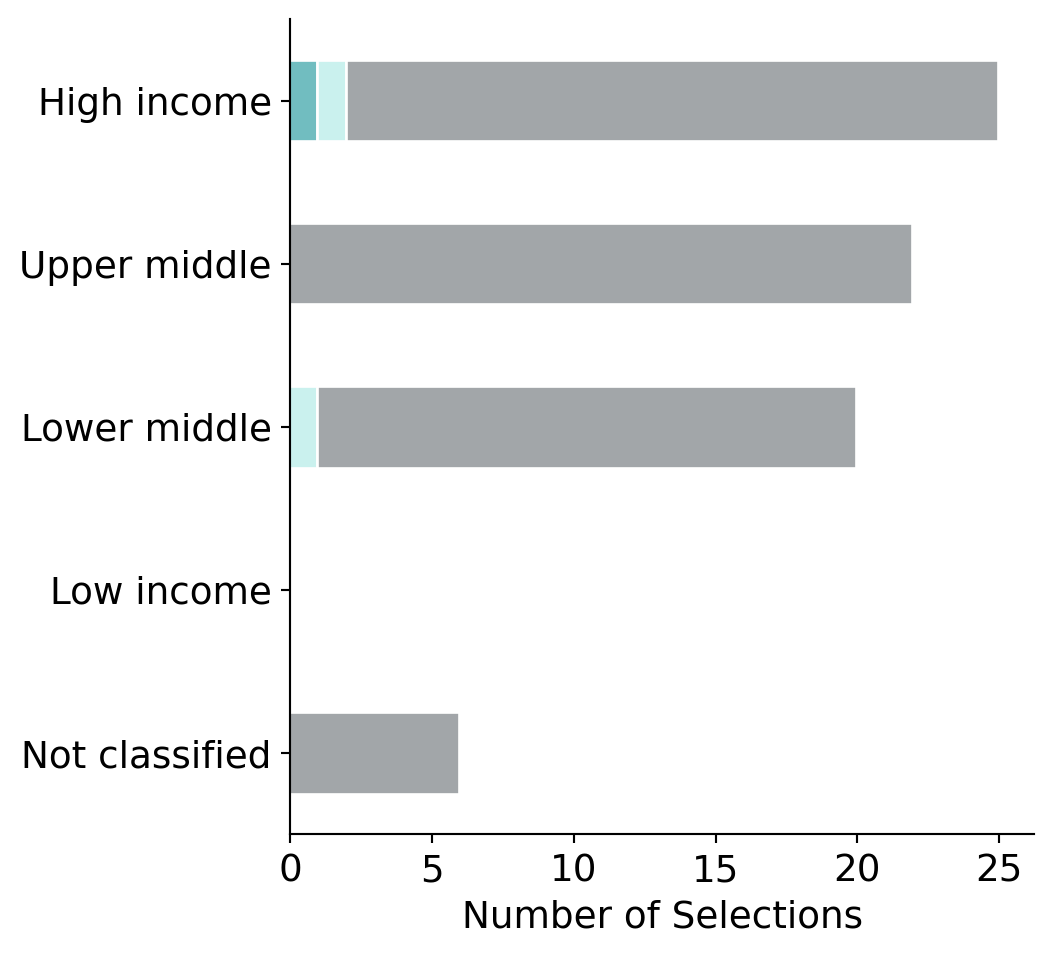 High income
Upper middle
Lower middle
Low income
Not classified
0 5 10 15 20 25
Number of Selections